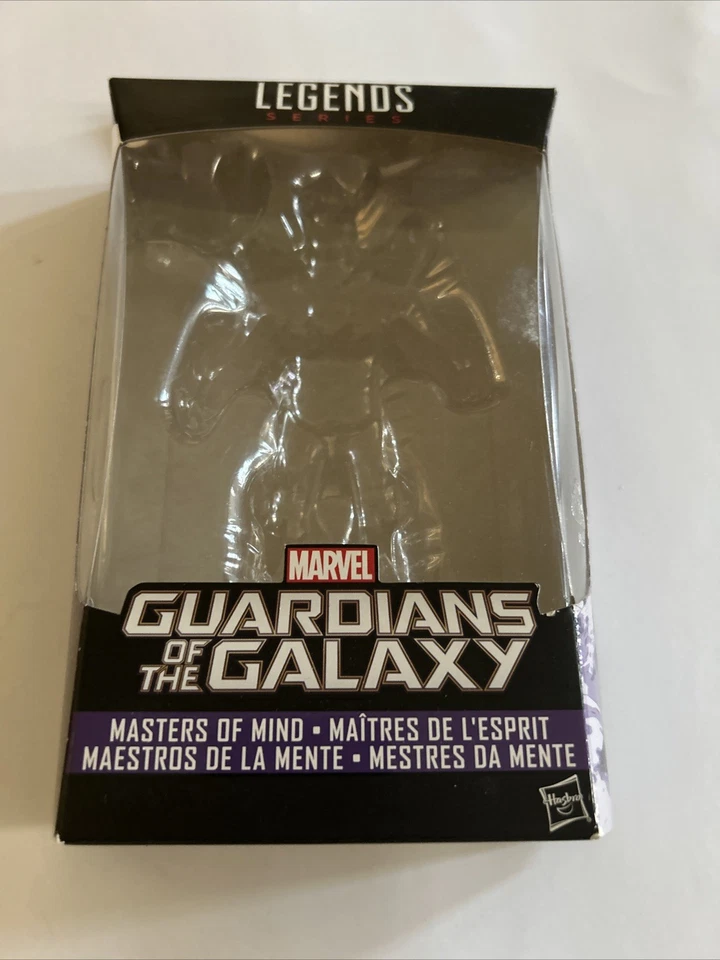 LEGENDS
SERIES
MARVEL
GUARDIANS
OF
THE GALAXY
MASTERS OF MIND • MAÎTRES DE L'ESPRIT
MAESTROS DE LA MENTE • MESTRES DA MENTE
Hasbro